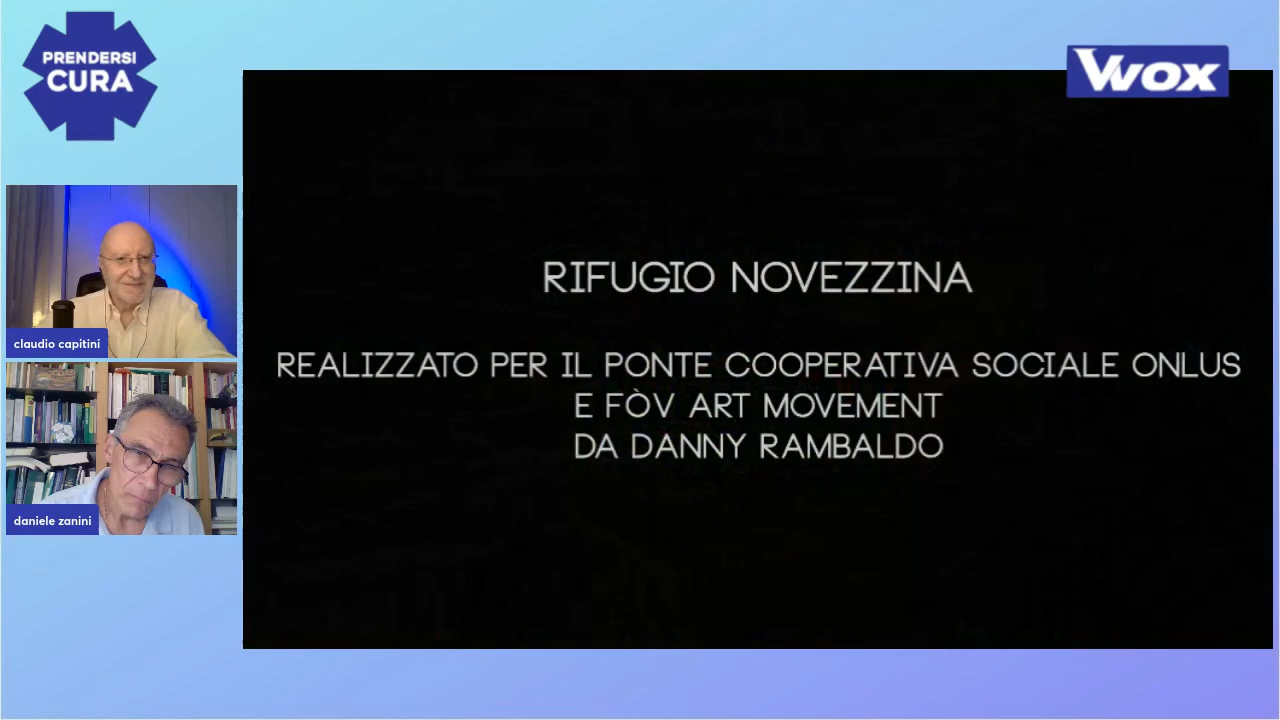 PRENDERSI
CURA
VVOX
claudio capitini
daniele zanini
RIFUGIO NOVEZZINA
REALIZZATO PER IL PONTE COOPERATIVA SOCIALE ONLUS
E FÒV ART MOVEMENT
DA DANNY RAMBALDO